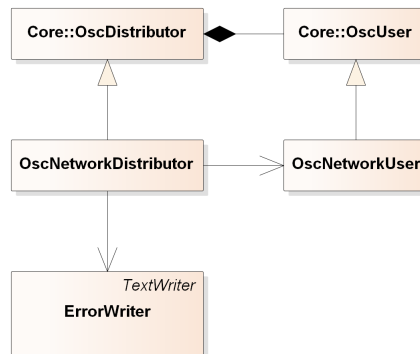 Core::OscDistributor
Core::OscUser
OscNetworkDistributor
OscNetworkUser
TextWriter
ErrorWriter